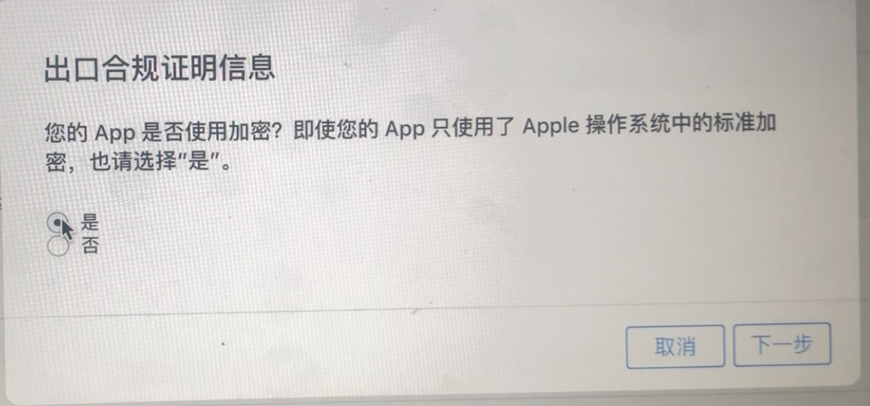 出口合规证明信息
您的 App 是否使用加密？即使您的 App 只使用了 Apple 操作系统中的标准加
密，也请选择“是”。
是
否
取消
下一步